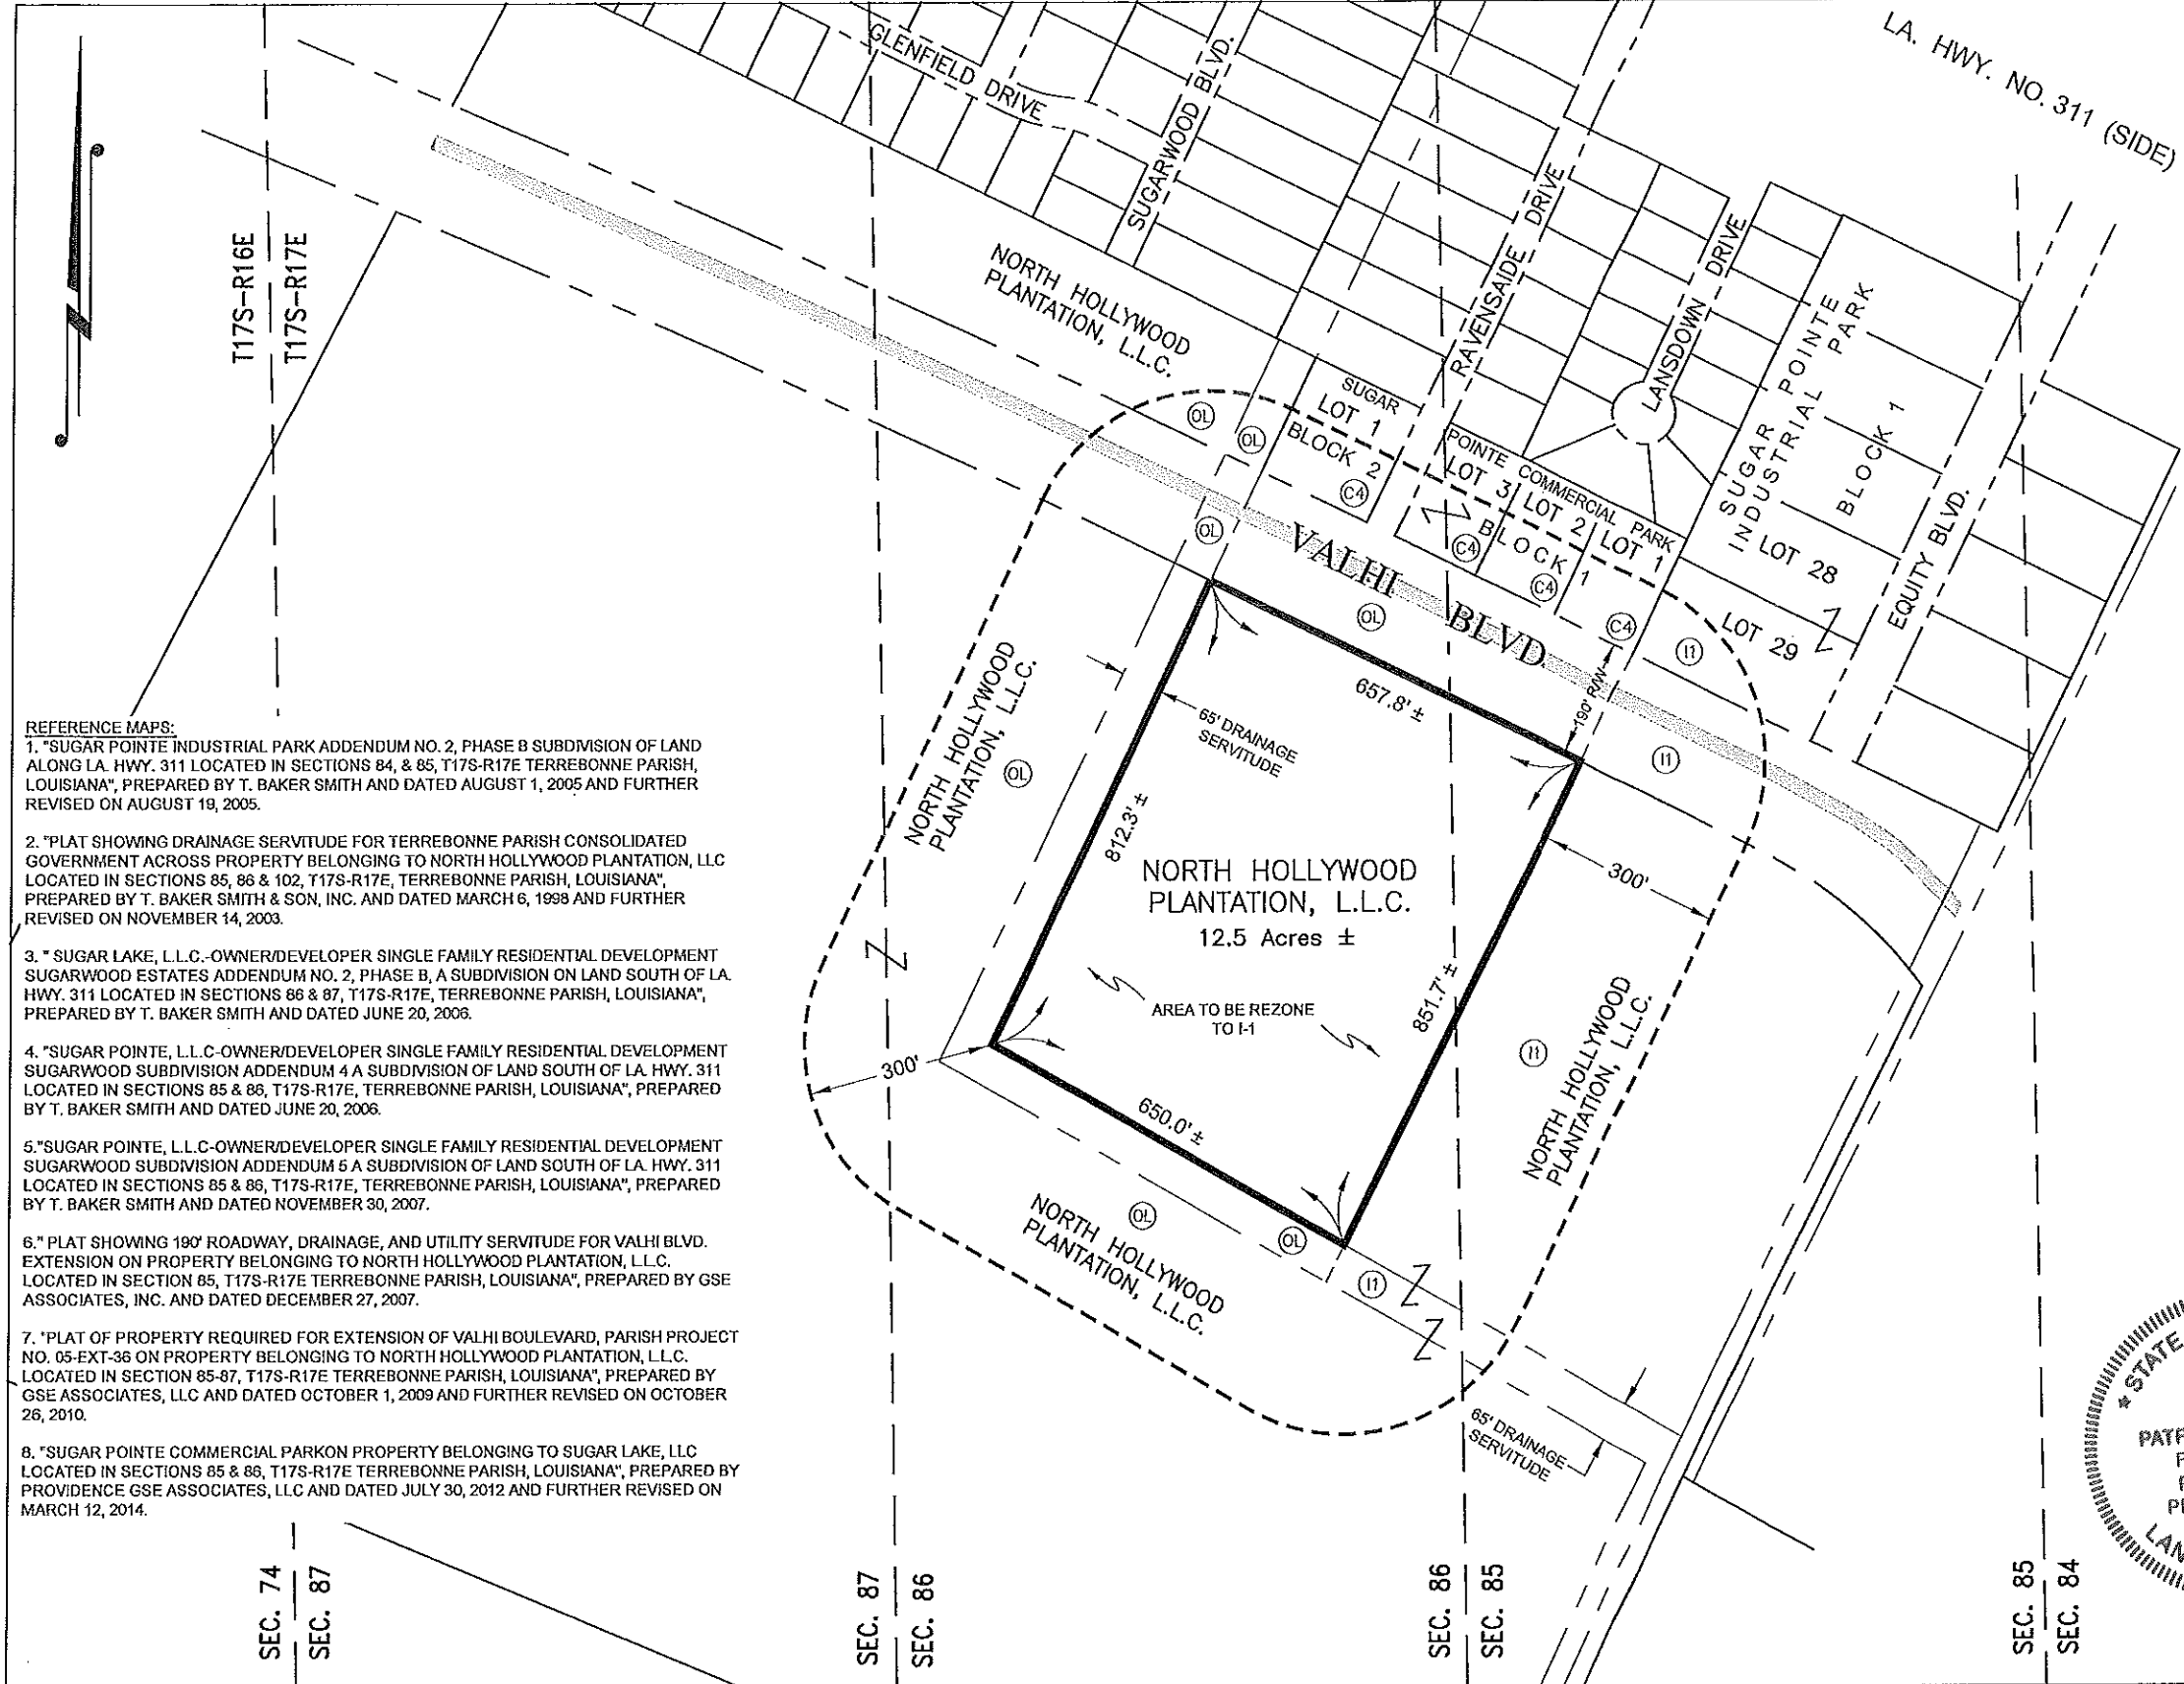 LA. HWY. NO. 311 (SIDE)
GLENFIELD DRIVE
SUGARWOOD BLVD.
SUGARWOOD BLVD.
RAVENSAIDE DRIVE
LANSDOWN DRIVE
T17S-R16E
T17S-R17E
NORTH HOLLYWOOD
PLANTATION, L.L.C.
SUGAR
LOT 1
BLOCK 2
C4
POINTE COMMERCIAL PARK
LOT 3
LOT 2
LOT 1
BLOCK 1
C4
C4
C4
SUGAR POINTE
INDUSTRIAL PARK
BLOCK 1
LOT 28
LOT 29
EQUITY BLVD.
OL
OL
OL
OL
I1
I1
VALHI BLVD.
190' R/W
657.8' ±
65' DRAINAGE
SERVITUDE
NORTH HOLLYWOOD
PLANTATION, L.L.C.
OL
812.3' ±
NORTH HOLLYWOOD
PLANTATION, L.L.C.
12.5 Acres ±
AREA TO BE REZONE
TO I-1
851.7' ±
300'
300'
650.0' ±
I1
NORTH HOLLYWOOD
PLANTATION, L.L.C.
NORTH HOLLYWOOD
PLANTATION, L.L.C.
OL
OL
I1
65' DRAINAGE
SERVITUDE
REFERENCE MAPS:
1. "SUGAR POINTE INDUSTRIAL PARK ADDENDUM NO. 2, PHASE B SUBDIVISION OF LAND
ALONG LA. HWY. 311 LOCATED IN SECTIONS 84, & 85, T17S-R17E TERREBONNE PARISH,
LOUISIANA", PREPARED BY T. BAKER SMITH AND DATED AUGUST 1, 2005 AND FURTHER
REVISED ON AUGUST 19, 2005.
2. "PLAT SHOWING DRAINAGE SERVITUDE FOR TERREBONNE PARISH CONSOLIDATED
GOVERNMENT ACROSS PROPERTY BELONGING TO NORTH HOLLYWOOD PLANTATION, LLC
LOCATED IN SECTIONS 85, 86 & 102, T17S-R17E, TERREBONNE PARISH, LOUISIANA",
PREPARED BY T. BAKER SMITH & SON, INC. AND DATED MARCH 6, 1998 AND FURTHER
REVISED ON NOVEMBER 14, 2003.
3. " SUGAR LAKE, L.L.C.-OWNER/DEVELOPER SINGLE FAMILY RESIDENTIAL DEVELOPMENT
SUGARWOOD ESTATES ADDENDUM NO. 2, PHASE B, A SUBDIVISION ON LAND SOUTH OF LA.
HWY. 311 LOCATED IN SECTIONS 86 & 87, T17S-R17E, TERREBONNE PARISH, LOUISIANA",
PREPARED BY T. BAKER SMITH AND DATED JUNE 20, 2006.
4. "SUGAR POINTE, L.L.C-OWNER/DEVELOPER SINGLE FAMILY RESIDENTIAL DEVELOPMENT
SUGARWOOD SUBDIVISION ADDENDUM 4 A SUBDIVISION OF LAND SOUTH OF LA. HWY. 311
LOCATED IN SECTIONS 85 & 86, T17S-R17E, TERREBONNE PARISH, LOUISIANA", PREPARED
BY T. BAKER SMITH AND DATED JUNE 20, 2006.
5."SUGAR POINTE, L.L.C-OWNER/DEVELOPER SINGLE FAMILY RESIDENTIAL DEVELOPMENT
SUGARWOOD SUBDIVISION ADDENDUM 5 A SUBDIVISION OF LAND SOUTH OF LA. HWY. 311
LOCATED IN SECTIONS 85 & 86, T17S-R17E, TERREBONNE PARISH, LOUISIANA", PREPARED
BY T. BAKER SMITH AND DATED NOVEMBER 30, 2007.
6." PLAT SHOWING 190' ROADWAY, DRAINAGE, AND UTILITY SERVITUDE FOR VALHI BLVD.
EXTENSION ON PROPERTY BELONGING TO NORTH HOLLYWOOD PLANTATION, L.L.C.
LOCATED IN SECTION 85, T17S-R17E TERREBONNE PARISH, LOUISIANA", PREPARED BY GSE
ASSOCIATES, INC. AND DATED DECEMBER 27, 2007.
7. "PLAT OF PROPERTY REQUIRED FOR EXTENSION OF VALHI BOULEVARD, PARISH PROJECT
NO. 05-EXT-36 ON PROPERTY BELONGING TO NORTH HOLLYWOOD PLANTATION, L.L.C.
LOCATED IN SECTION 85-87, T17S-R17E TERREBONNE PARISH, LOUISIANA", PREPARED BY
GSE ASSOCIATES, LLC AND DATED OCTOBER 1, 2009 AND FURTHER REVISED ON OCTOBER
26, 2010.
8. "SUGAR POINTE COMMERCIAL PARKON PROPERTY BELONGING TO SUGAR LAKE, LLC
LOCATED IN SECTIONS 85 & 86, T17S-R17E TERREBONNE PARISH, LOUISIANA", PREPARED BY
PROVIDENCE GSE ASSOCIATES, LLC AND DATED JULY 30, 2012 AND FURTHER REVISED ON
MARCH 12, 2014.
STATE
SEC. 74
SEC. 87
SEC. 87
SEC. 86
SEC. 86
SEC. 85
SEC. 85
SEC. 84